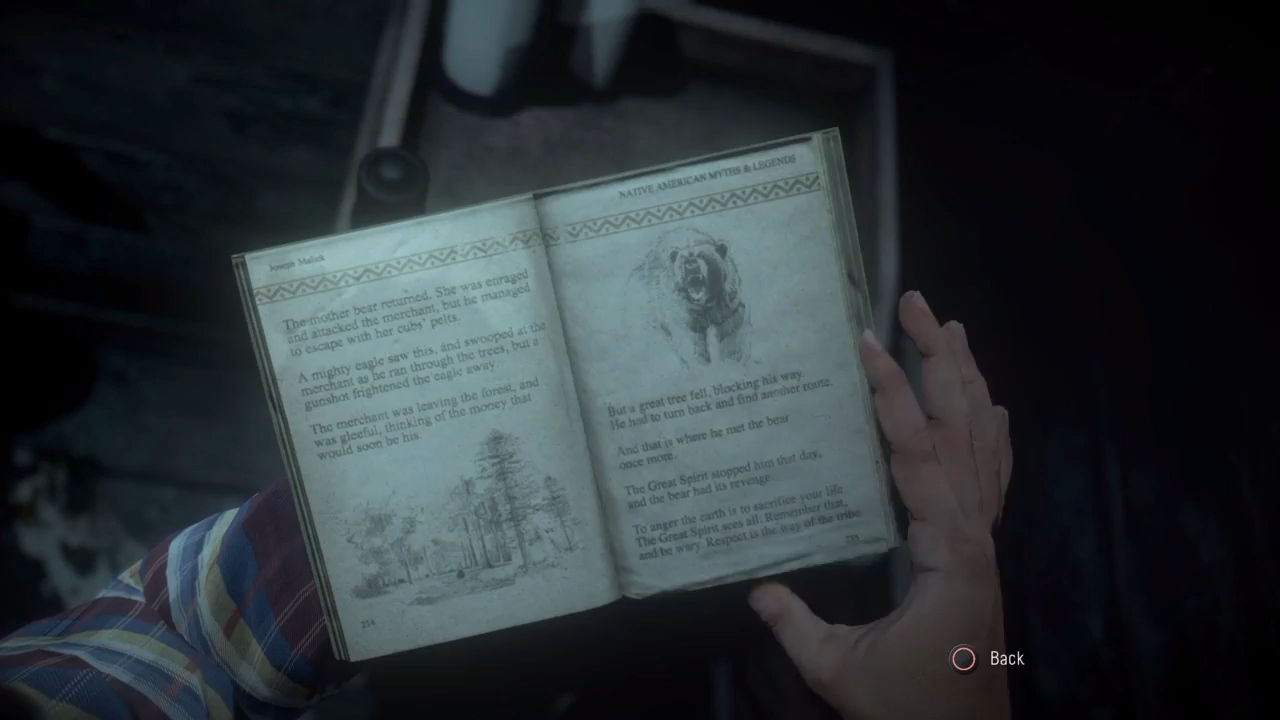 Joseph Malick
The mother bear returned. She was enraged
and attacked the merchant, but he managed
to escape with her cubs' pelts.
A mighty eagle saw this, and swooped at the
merchant as he ran through the trees, but a
gunshot frightened the eagle away.
The merchant was leaving the forest, and
was gleeful, thinking of the money that
would soon be his.
214
NATIVE AMERICAN MYTHS & LEGENDS
But a great tree fell, blocking his way.
He had to turn back and find another route.
And that is where he met the bear
once more.
The Great Spirit stopped him that day,
and the bear had its revenge.
To anger the earth is to sacrifice your life
The Great Spirit sees all. Remember that,
and be wary. Respect is the way of the tribe.
215
Back